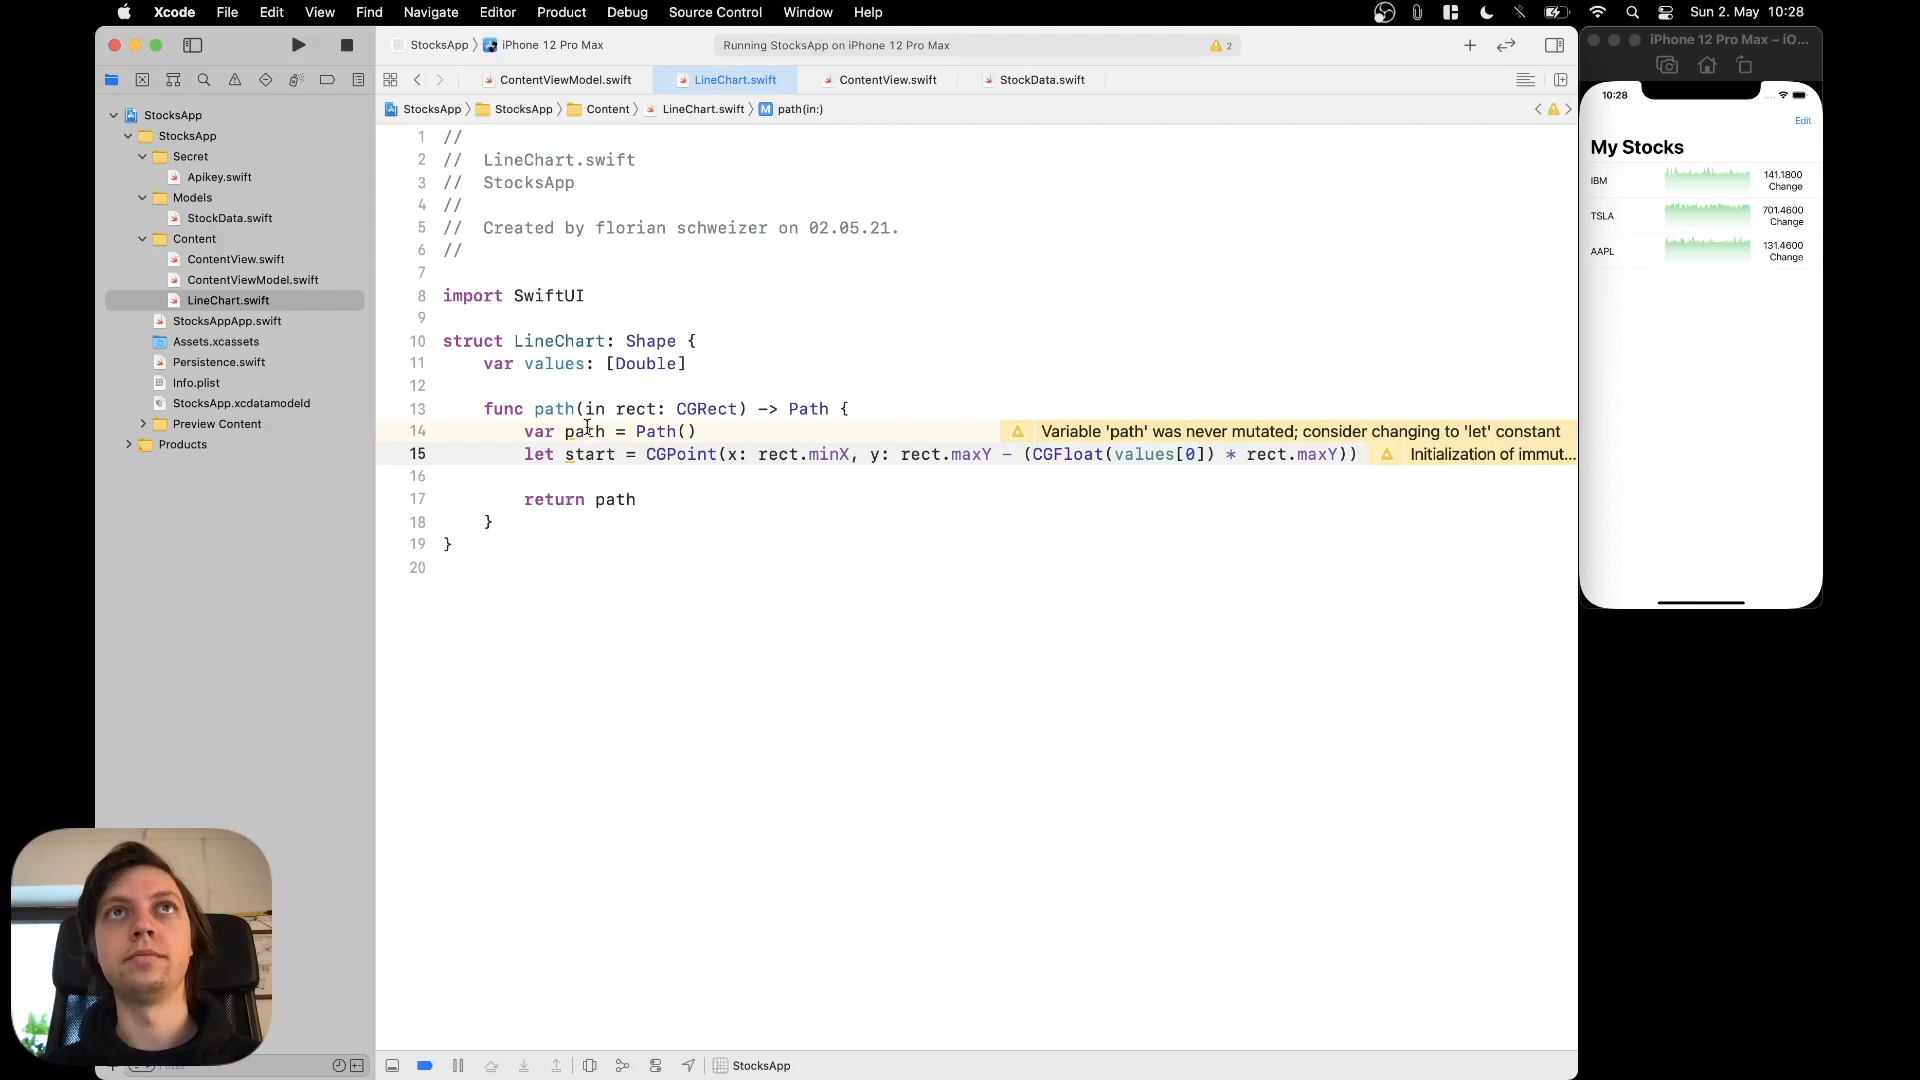 Xcode File Edit View Find Navigate Editor Product Debug Source Control Window Help Sun 2. May 10:28
StocksApp iPhone 12 Pro Max Running StocksApp on iPhone 12 Pro Max 2
iPhone 12 Pro Max – iO...
ContentViewModel.swift LineChart.swift ContentView.swift StockData.swift
StocksApp StocksApp Content LineChart.swift M path(in:)
StocksApp
StocksApp
Secret
Apikey.swift
Models
StockData.swift
Content
ContentView.swift
ContentViewModel.swift
LineChart.swift
StocksAppApp.swift
Assets.xcassets
Persistence.swift
Info.plist
StocksApp.xcdatamodeld
Preview Content
Products
Filter
1 //
2 // LineChart.swift
3 // StocksApp
4 //
5 // Created by florian schweizer on 02.05.21.
6 //
7
8 import SwiftUI
9
10 struct LineChart: Shape {
11 var values: [Double]
12
13 func path(in rect: CGRect) -> Path {
14 var path = Path() Variable 'path' was never mutated; consider changing to 'let' constant
15 let start = CGPoint(x: rect.minX, y: rect.maxY - (CGFloat(values[0]) * rect.maxY)) Initialization of immut...
16
17 return path
18 }
19 }
20
StocksApp
10:28
Edit
My Stocks
IBM 141.1800
Change
TSLA 701.4600
Change
AAPL 131.4600
Change